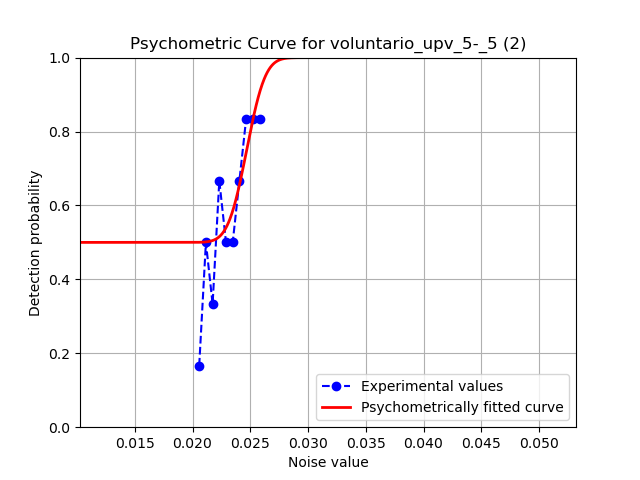 Psychometric Curve for voluntario_upv_5-_5 (2)
1.0
0.8
0.6
0.4
0.2
0.0
Detection probability
0.015 0.020 0.025 0.030 0.035 0.040 0.045 0.050
Noise value
Experimental values
Psychometrically fitted curve